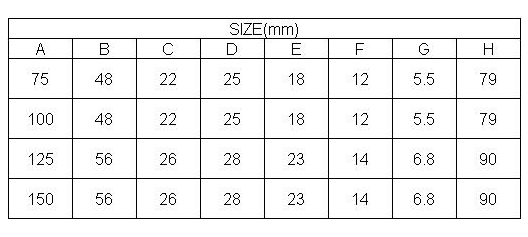 SIZE(mm)
A B C D E F G H
75 48 22 25 18 12 5.5 79
100 48 22 25 18 12 5.5 79
125 56 26 28 23 14 6.8 90
150 56 26 28 23 14 6.8 90